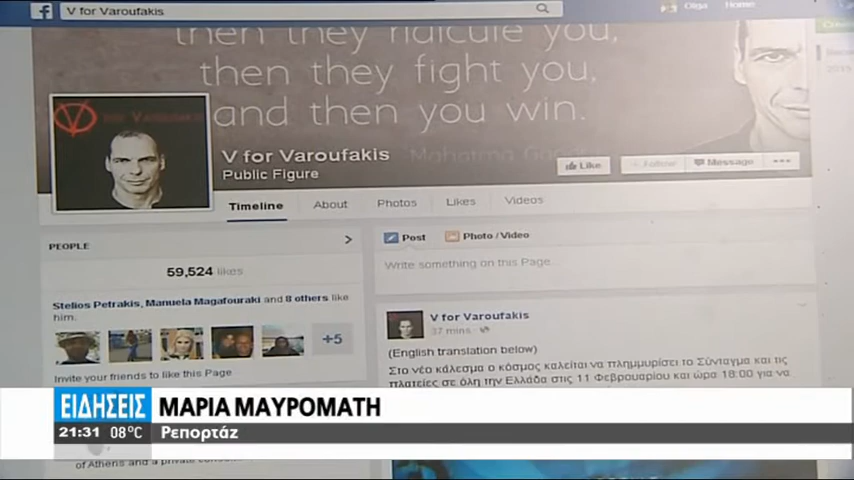 V for Varoufakis
Olga Home
then they ridicule you,
then they fight you,
and then you win.
V for Varoufakis
Mahatma
Public Figure
Like
Follow
Message
Timeline
About
Photos
Likes
Videos
PEOPLE
59,524 likes
Stelios Petrakis, Manuela Magafouraki and 8 others like
him.
+5
Invite your friends to like this Page
Post
Photo / Video
Write something on this Page...
V for Varoufakis
37 mins
(English translation below)
Στο νέο κάλεσμα ο κόσμος καλείται να πλημμυρίσει το Σύνταγμα και τις
πλατείες σε όλη την Ελλάδα στις 11 Φεβρουαρίου και ώρα 18:00 για να
ΕΙΔΗΣΕΙΣ
ΜΑΡΙΑ ΜΑΥΡΟΜΑΤΗ
21:31 08°C
Ρεπορτάζ
of Athens and a private